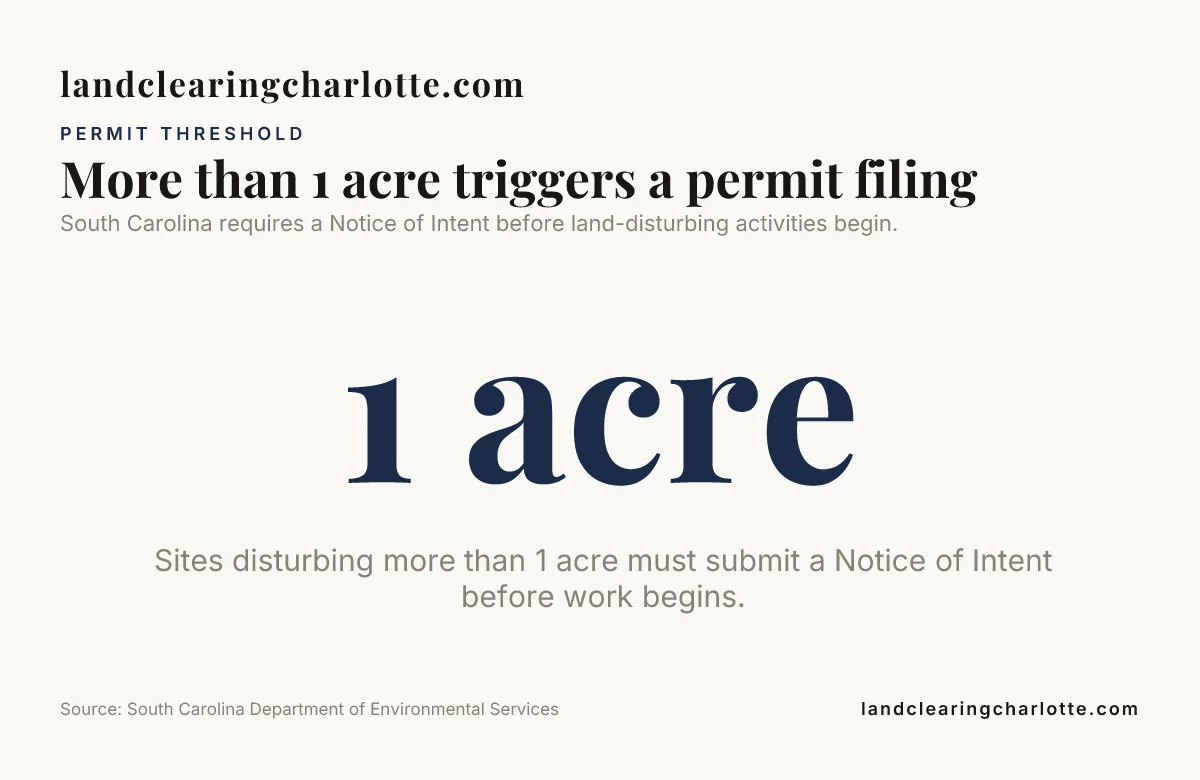 landclearingcharlotte.com
PERMIT THRESHOLD
More than 1 acre triggers a permit filing
South Carolina requires a Notice of Intent before land-disturbing activities begin.
1 acre
Sites disturbing more than 1 acre must submit a Notice of Intent
before work begins.
Source: South Carolina Department of Environmental Services
landclearingcharlotte.com